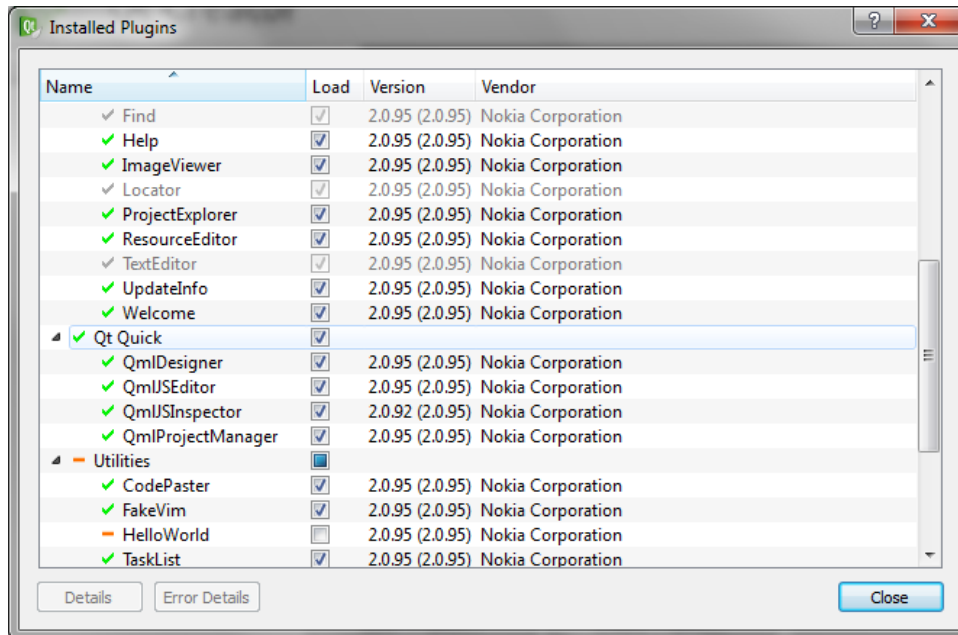 Qt Installed Plugins ?
Name Load Version Vendor
Find 2.0.95 (2.0.95) Nokia Corporation
Help 2.0.95 (2.0.95) Nokia Corporation
ImageViewer 2.0.95 (2.0.95) Nokia Corporation
Locator 2.0.95 (2.0.95) Nokia Corporation
ProjectExplorer 2.0.95 (2.0.95) Nokia Corporation
ResourceEditor 2.0.95 (2.0.95) Nokia Corporation
TextEditor 2.0.95 (2.0.95) Nokia Corporation
UpdateInfo 2.0.95 (2.0.95) Nokia Corporation
Welcome 2.0.95 (2.0.95) Nokia Corporation
Qt Quick
QmlDesigner 2.0.95 (2.0.95) Nokia Corporation
QmlJSEditor 2.0.95 (2.0.95) Nokia Corporation
QmlJSInspector 2.0.92 (2.0.95) Nokia Corporation
QmlProjectManager 2.0.95 (2.0.95) Nokia Corporation
Utilities
CodePaster 2.0.95 (2.0.95) Nokia Corporation
FakeVim 2.0.95 (2.0.95) Nokia Corporation
HelloWorld 2.0.95 (2.0.95) Nokia Corporation
TaskList 2.0.95 (2.0.95) Nokia Corporation
Details Error Details Close